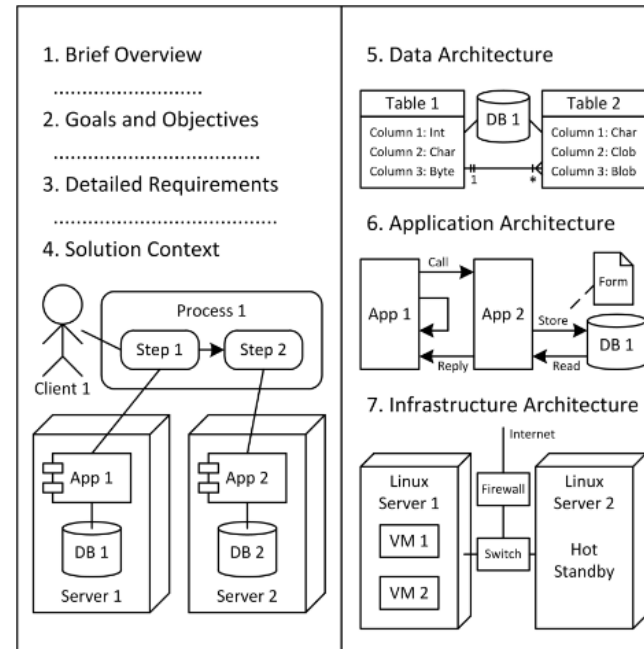 1. Brief Overview
............................
2. Goals and Objectives
.......................................
3. Detailed Requirements
..........................................
4. Solution Context
Process 1
Step 1
Step 2
Client 1
App 1
App 2
DB 1
DB 2
Server 1
Server 2
5. Data Architecture
Table 1
DB 1
Table 2
Column 1: Int
Column 2: Char
Column 3: Byte
Column 1: Char
Column 2: Clob
Column 3: Blob
1
*
6. Application Architecture
Call
Form
App 1
App 2
Store
DB 1
Reply
Read
7. Infrastructure Architecture
Internet
Linux
Server 1
Firewall
Linux
Server 2
VM 1
Switch
Hot
Standby
VM 2